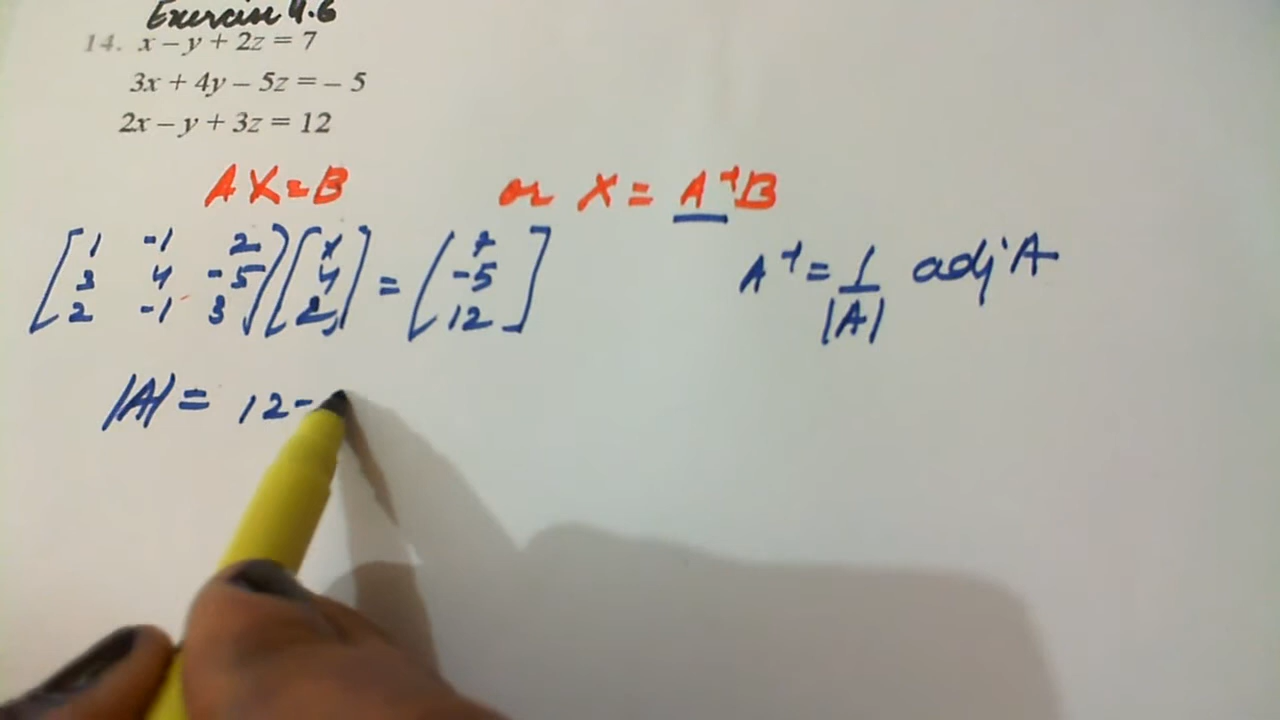 Exercise 4.6
14. x – y + 2z = 7
3x + 4y – 5z = – 5
2x – y + 3z = 12
AX=B or X = A⁻¹B
[1 -1 2] [x] = [7]
[3 4 -5] [y] [-5] A⁻¹ = 1/|A| adj A
[2 -1 3] [z] [12]
|A| = 12-